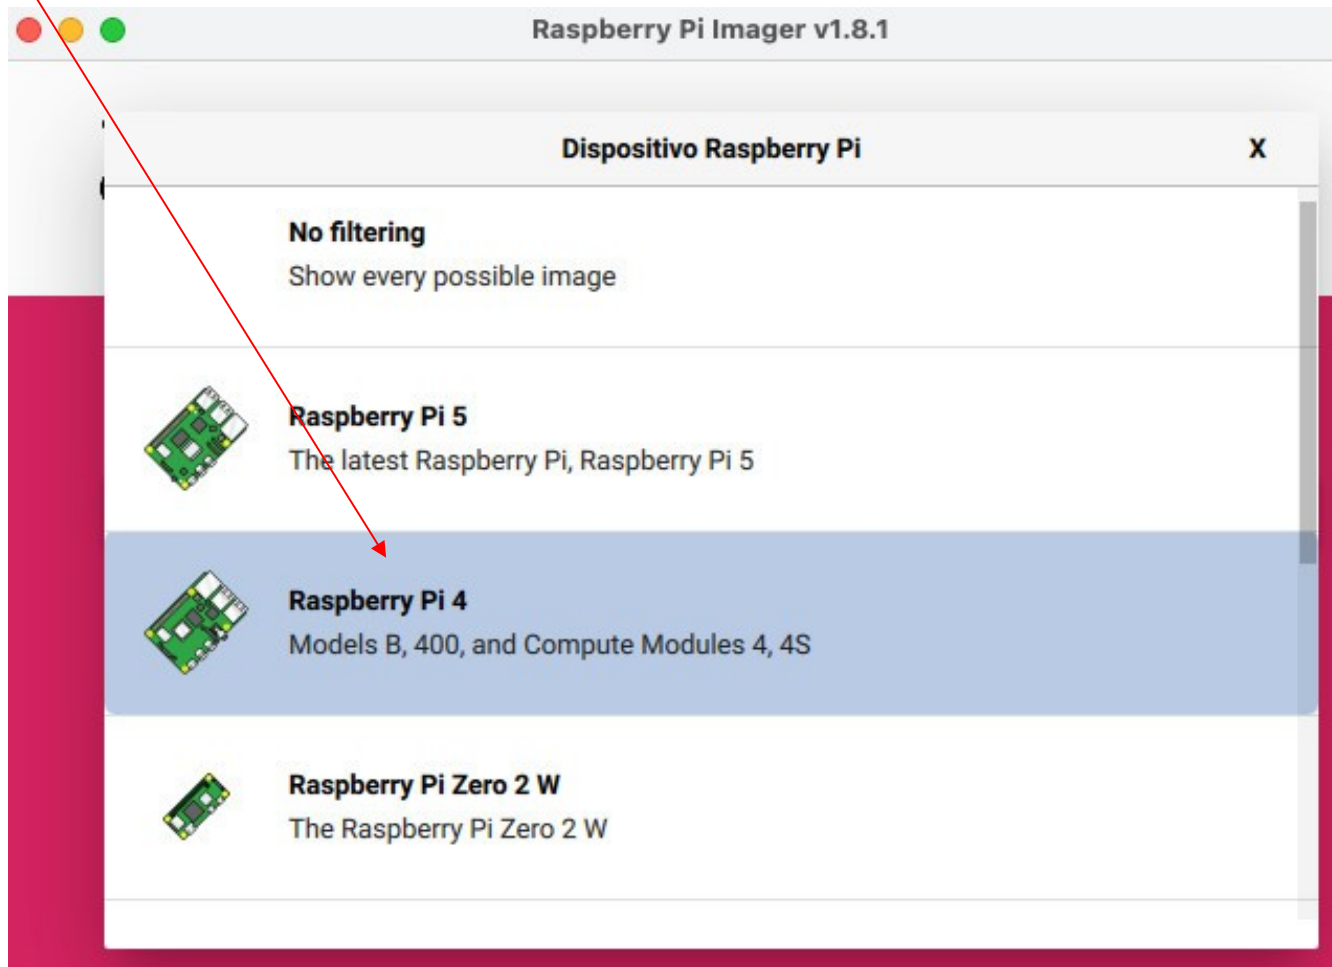 Raspberry Pi Imager v1.8.1
Dispositivo Raspberry Pi
X
No filtering
Show every possible image
Raspberry Pi 5
The latest Raspberry Pi, Raspberry Pi 5
Raspberry Pi 4
Models B, 400, and Compute Modules 4, 4S
Raspberry Pi Zero 2 W
The Raspberry Pi Zero 2 W